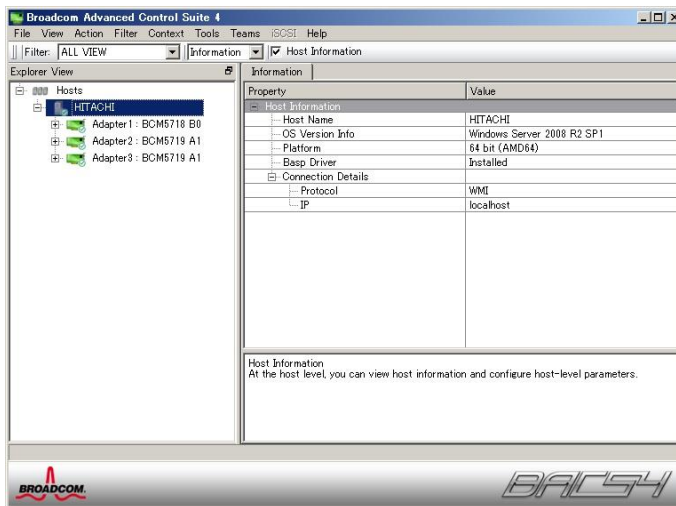 Broadcom Advanced Control Suite 4
File View Action Filter Context Tools Teams iSCSI Help
Filter: ALL VIEW Information Host Information
Explorer View
Hosts
HITACHI
Adapter1 : BCM5718 B0
Adapter2 : BCM5719 A1
Adapter3 : BCM5719 A1
Information
Property Value
Host Information
Host Name HITACHI
OS Version Info Windows Server 2008 R2 SP1
Platform 64 bit (AMD64)
Basp Driver Installed
Connection Details
Protocol WMI
IP localhost
Host Information
At the host level, you can view host information and configure host-level parameters.
BROADCOM.
BACS4